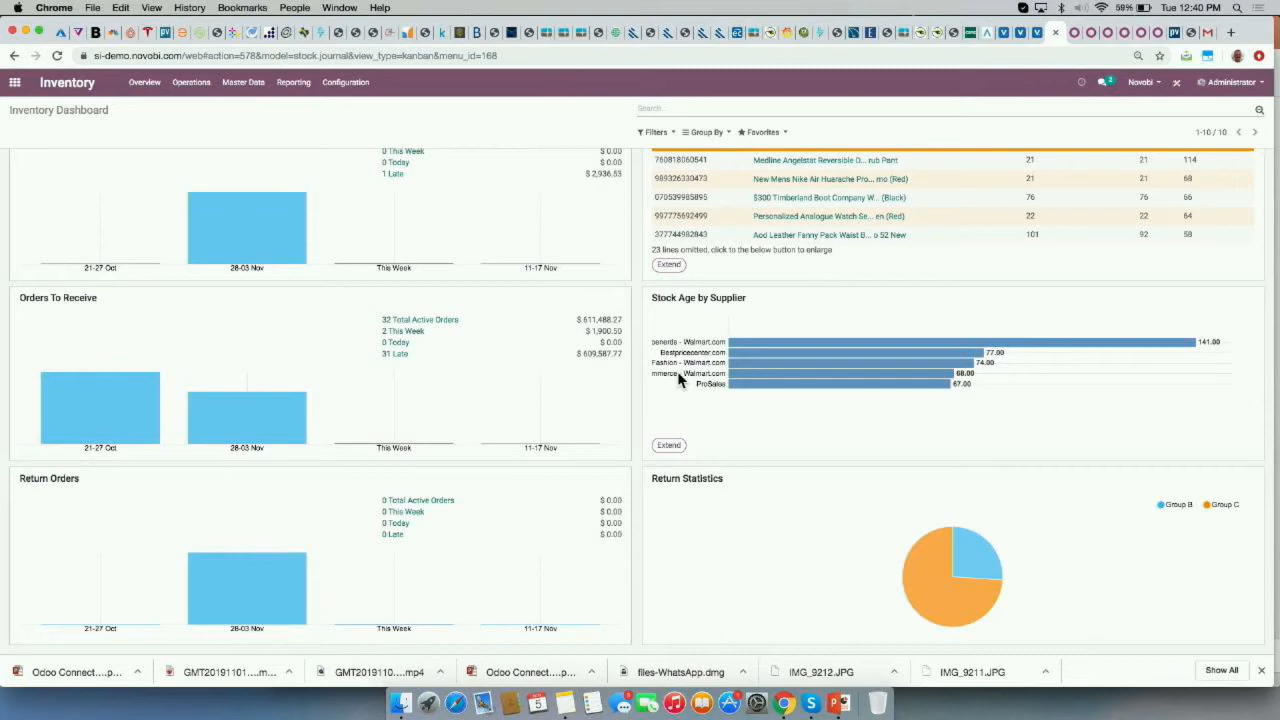 Chrome File Edit View History Bookmarks People Window Help 59% Tue 12:40 PM
si-demo.novobi.com/web#action=578&model=stock.journal&view_type=kanban&menu_id=168
Inventory Overview Operations Master Data Reporting Configuration 2 Novobi Administrator
Inventory Dashboard Search...
Filters Group By Favorites 1-10 / 10
0 This Week $ 0.00
0 Today $ 0.00
1 Late $ 2,936.53
21-27 Oct 28-03 Nov This Week 11-17 Nov
760818060541 Medline Angelstat Reversible D... rub Pant 21 21 114
989326330473 New Mens Nike Air Huarache Pro... mo (Red) 21 21 68
070539985895 $300 Timberland Boot Company W... (Black) 76 76 66
997775692499 Personalized Analogue Watch Se... en (Red) 22 22 64
377744982843 Aod Leather Fanny Pack Waist B... o 52 New 101 92 58
23 lines omitted, click to the below button to enlarge
Extend
Orders To Receive
32 Total Active Orders $ 611,488.27
2 This Week $ 1,900.50
0 Today $ 0.00
31 Late $ 609,587.77
21-27 Oct 28-03 Nov This Week 11-17 Nov
Stock Age by Supplier
penerds - Walmart.com 141.00
Bestpricecenter.com 77.00
Fashion - Walmart.com 74.00
mmerce - Walmart.com 68.00
ProSales 67.00
Extend
Return Orders
0 Total Active Orders $ 0.00
0 This Week $ 0.00
0 Today $ 0.00
0 Late $ 0.00
21-27 Oct 28-03 Nov This Week 11-17 Nov
Return Statistics
Group B Group C
Odoo Connect....p... GMT20191101...m... GMT2019110....mp4 Odoo Connect....p... files-WhatsApp.dmg IMG_9212.JPG IMG_9211.JPG Show All